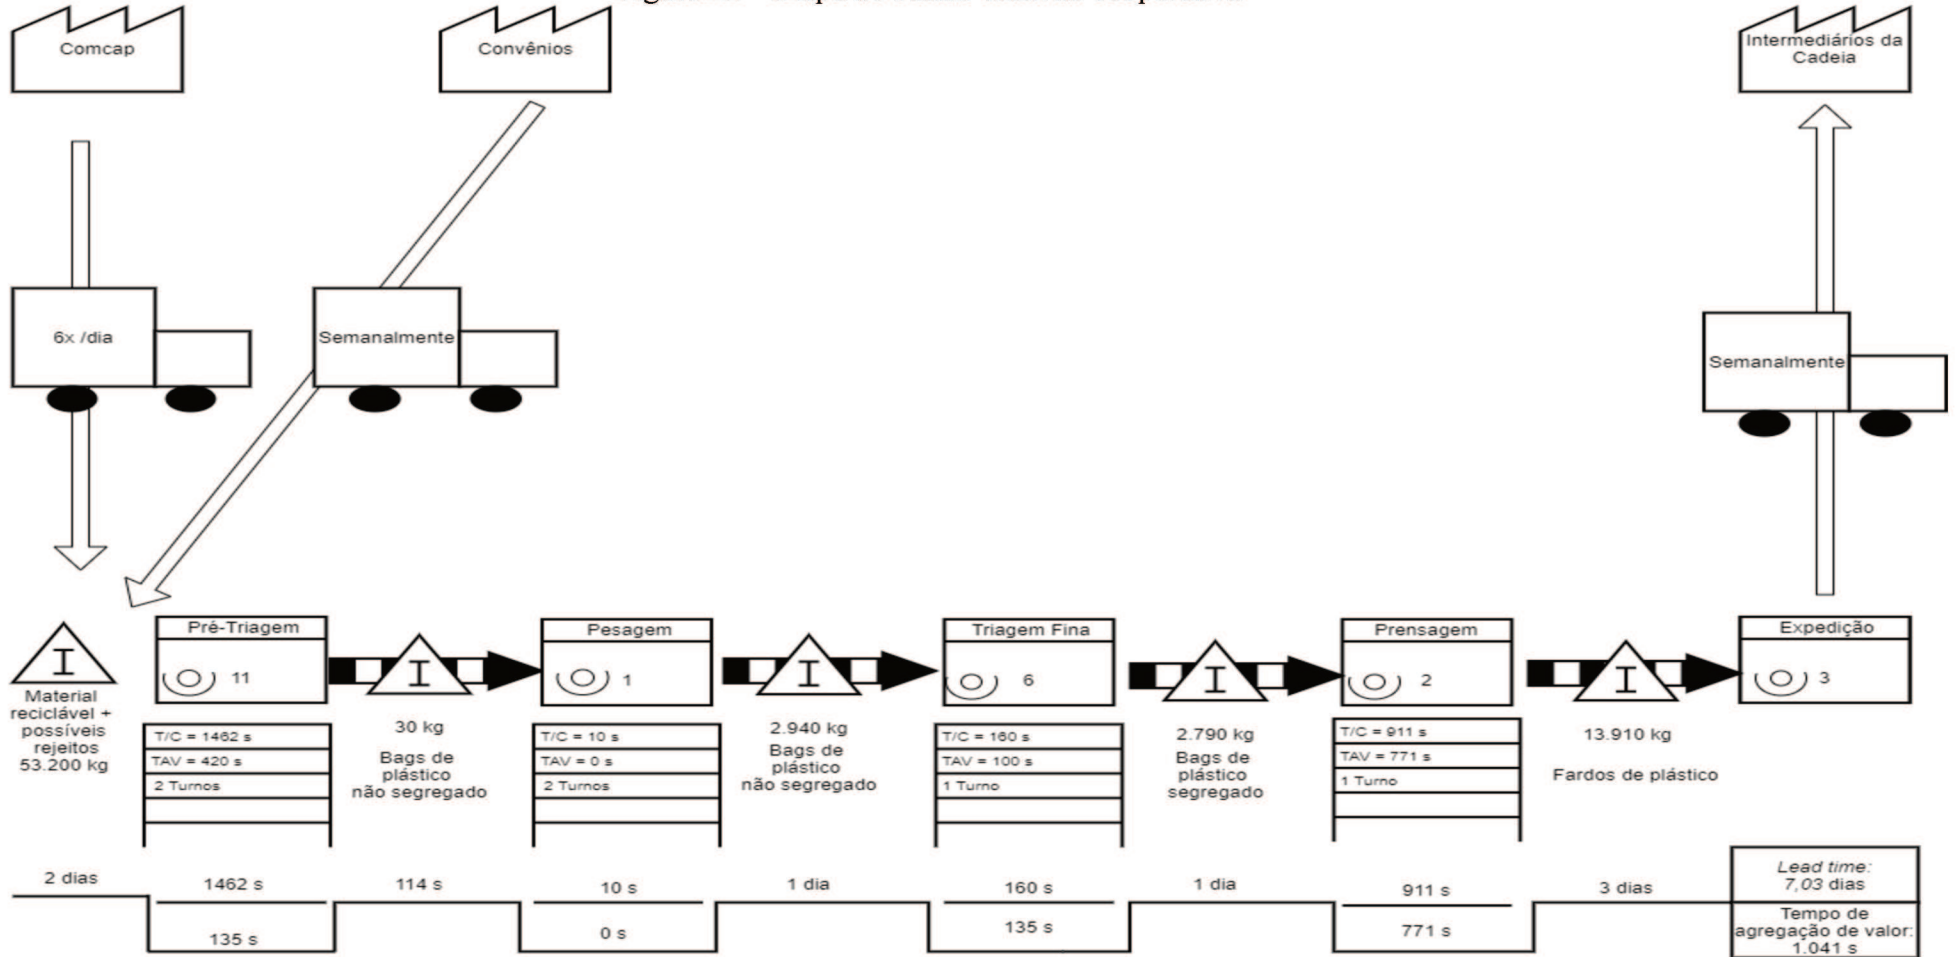 Comcap
Convênios
Intermediários da
Cadeia
6x /dia
Semanalmente
Semanalmente
I
Material
reciclável +
possíveis
rejeitos
53.200 kg
Pré-Triagem
11
T/C = 1462 s
TAV = 420 s
2 Turnos
I
30 kg
Bags de
plástico
não segregado
Pesagem
1
T/C = 10 s
TAV = 0 s
2 Turnos
I
2.940 kg
Bags de
plástico
não segregado
Triagem Fina
6
T/C = 160 s
TAV = 100 s
1 Turno
I
2.790 kg
Bags de
plástico
segregado
Prensagem
2
T/C = 911 s
TAV = 771 s
1 Turno
I
13.910 kg
Fardos de plástico
Expedição
3
2 dias
1462 s
135 s
114 s
10 s
0 s
1 dia
160 s
135 s
1 dia
911 s
771 s
3 dias
Lead time:
7,03 dias
Tempo de
agregação de valor:
1.041 s